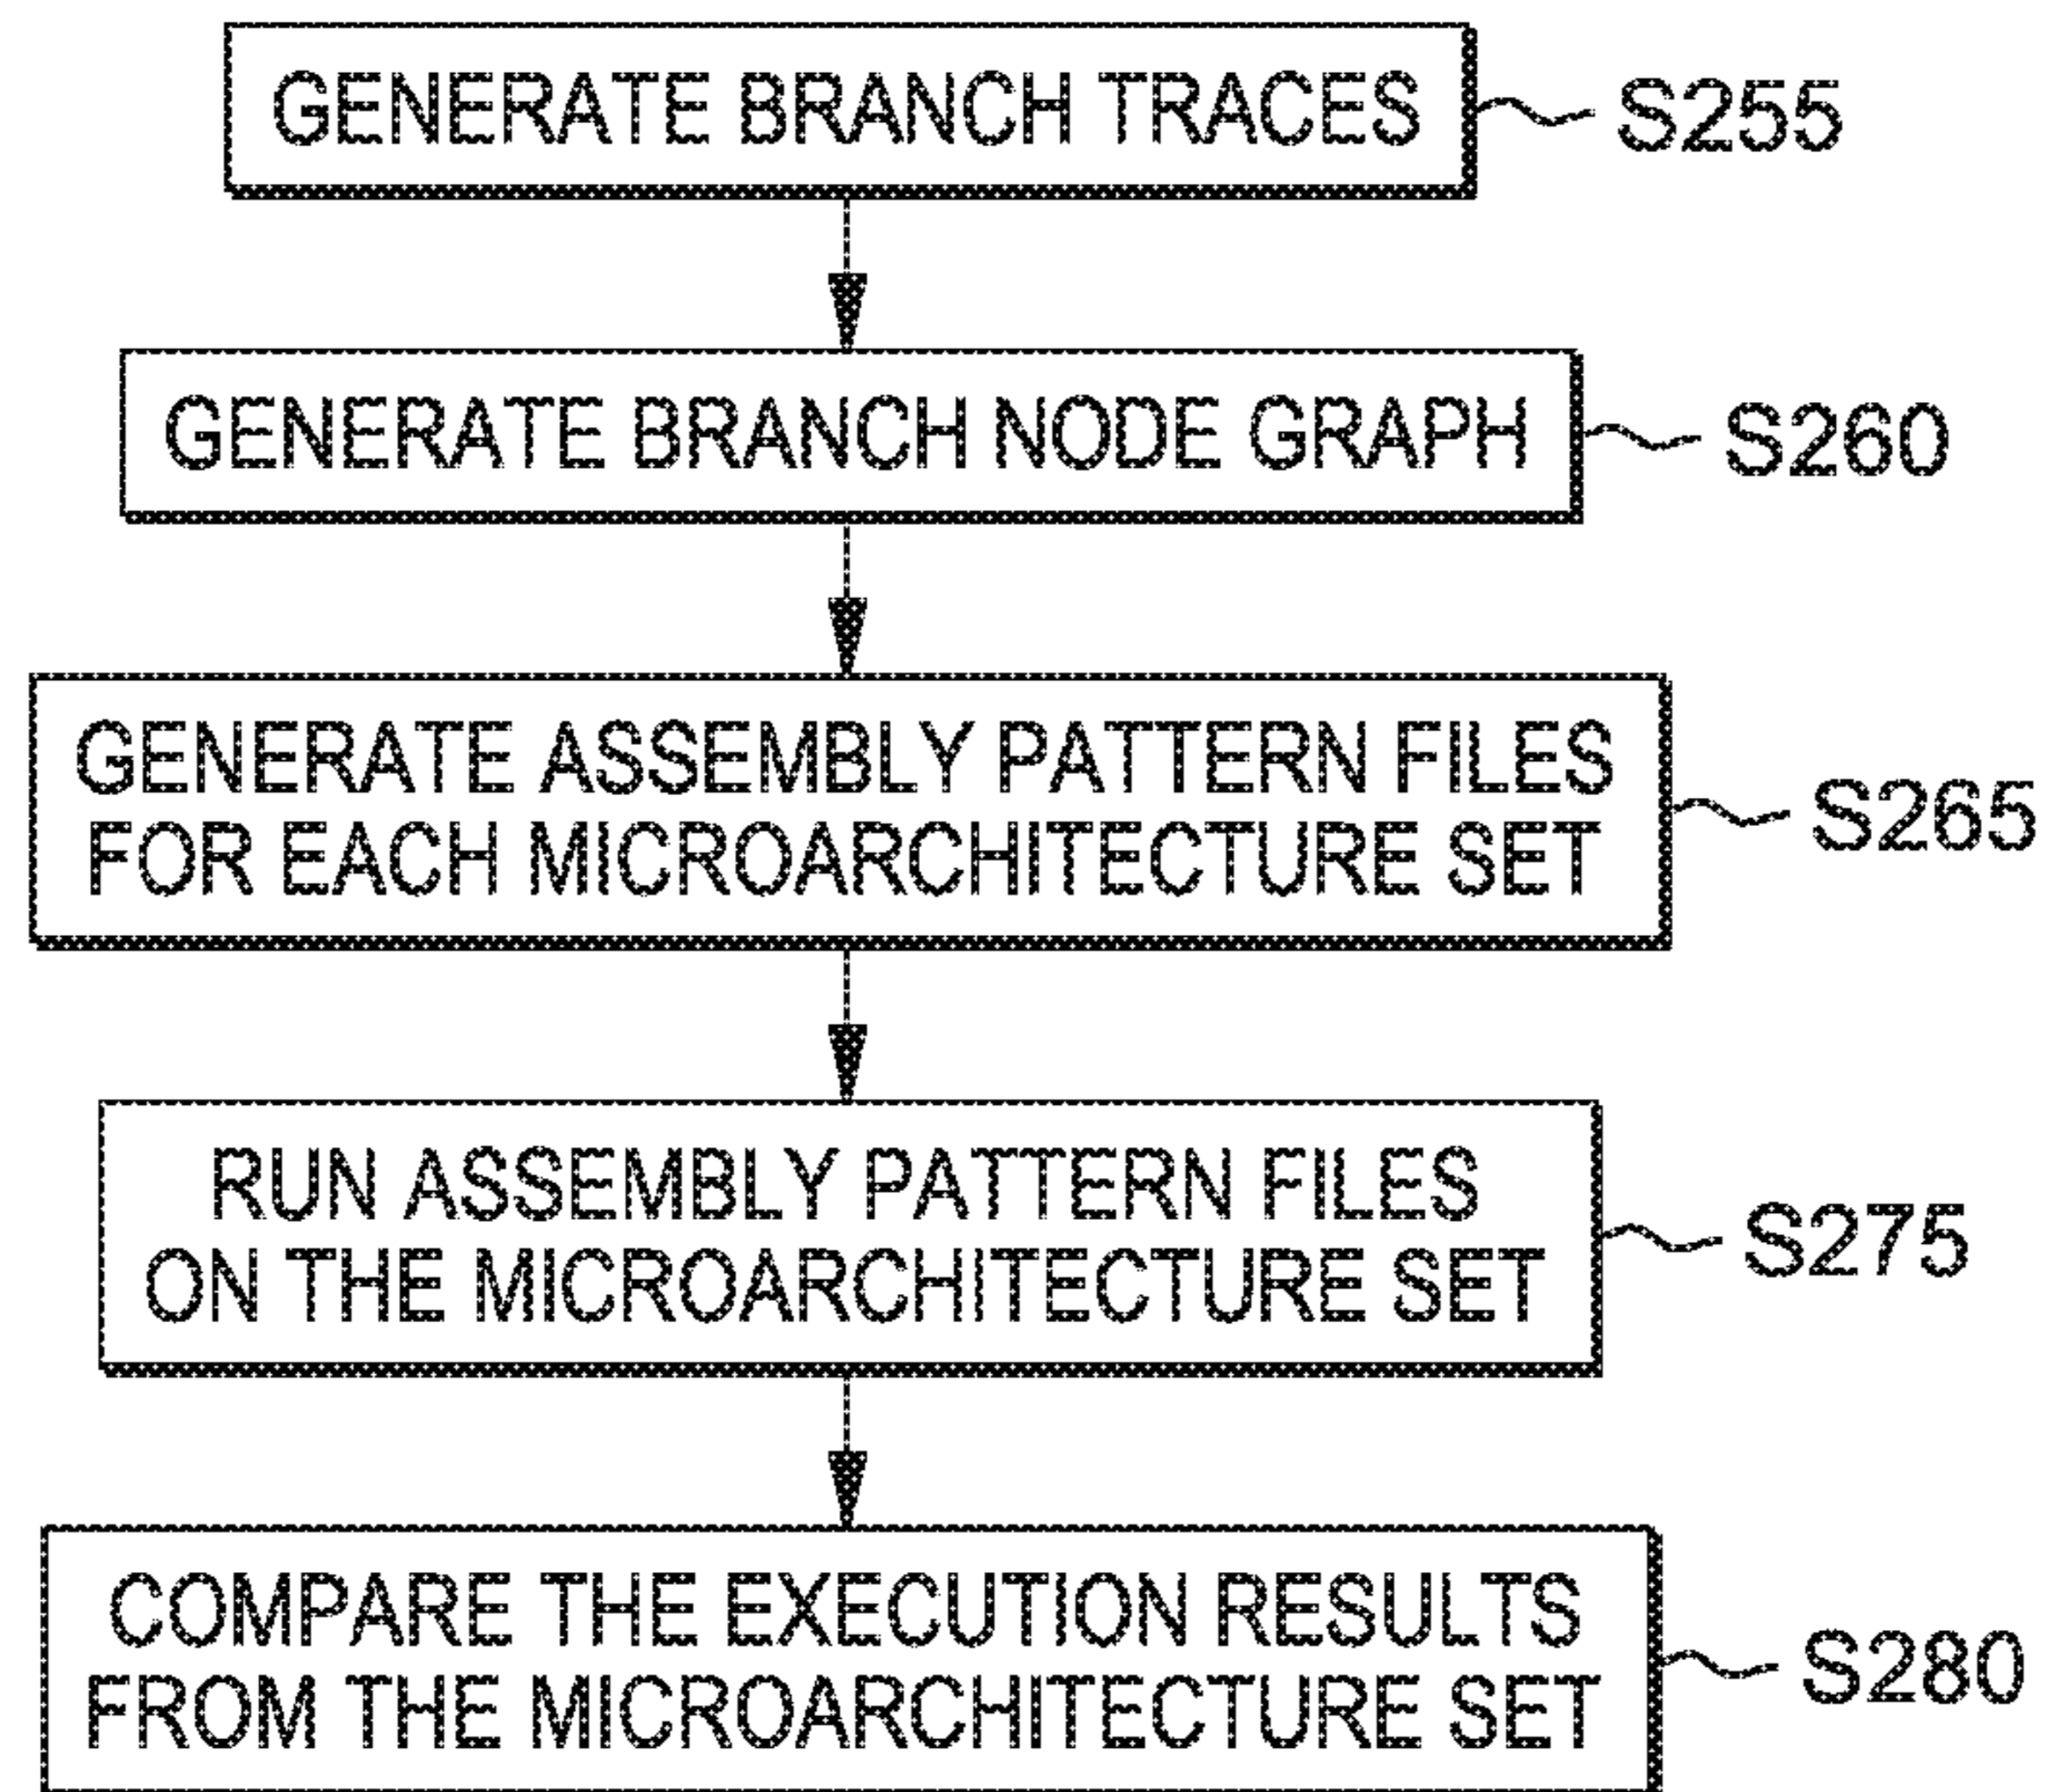 GENERATE BRANCH TRACES
S255
GENERATE BRANCH NODE GRAPH
S260
GENERATE ASSEMBLY PATTERN FILES
FOR EACH MICROARCHITECTURE SET
S265
RUN ASSEMBLY PATTERN FILES
ON THE MICROARCHITECTURE SET
S275
COMPARE THE EXECUTION RESULTS
FROM THE MICROARCHITECTURE SET
S280